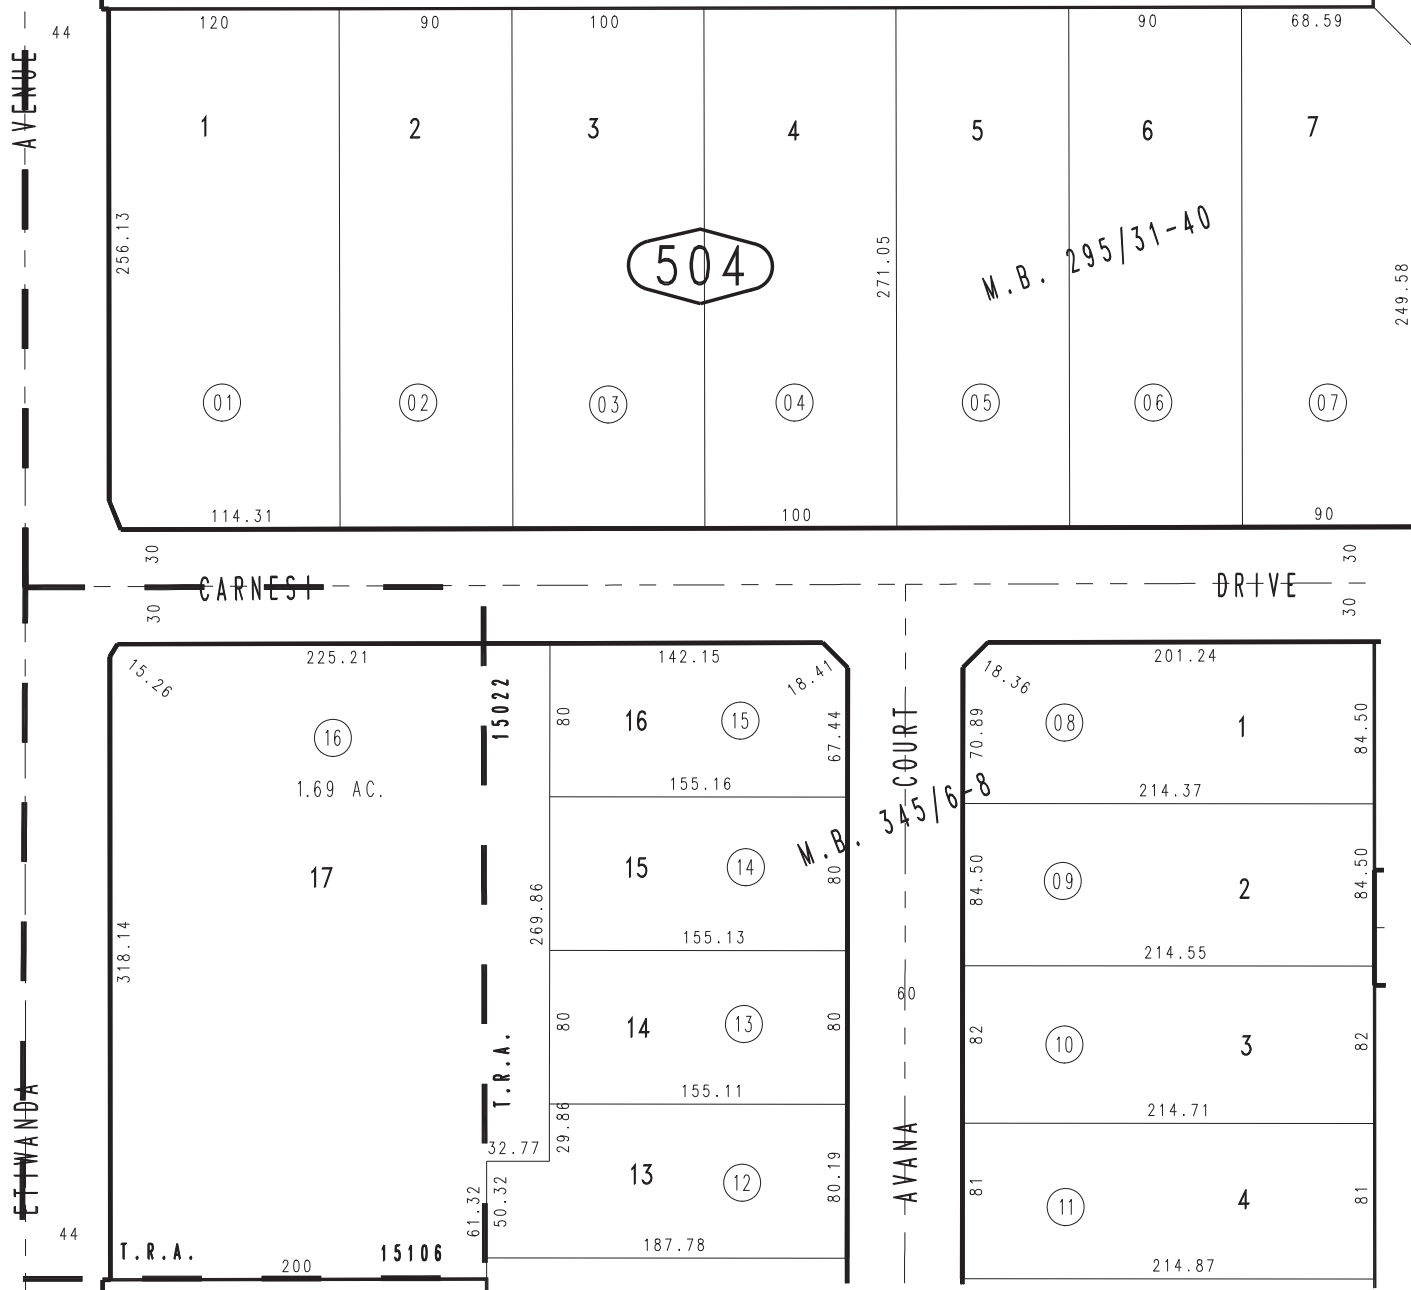 120 90 100 90 68.59
44
AVENUE
1 2 3 4 5 6 7
256.13
504
271.05
M.B. 295/31-40
249.58
01 02 03 04 05 06 07
114.31 100 90
30 30
CARNESI DRIVE
30 30
225.21 142.15 201.24
15.26 18.41 18.36
15022
80 16 15 67.44
COURT
70.89 08 1 84.50
16
1.69 AC.
155.16 214.37
M.B. 345/6-8
17
15 14 80
84.50 09 2 84.50
269.86
318.14
155.13 214.55
60
80 14 13 80
82 10 3 82
T.R.A.
155.11 214.71
29.86
32.77
ETIWANDA
AVANA
13 12 80.19
81 11 4 81
61.32 50.32
44
T.R.A. 15106
187.78
200 214.87